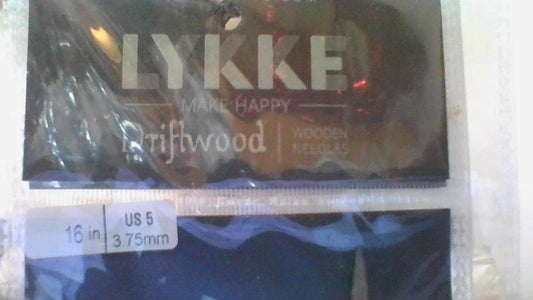 LYKKE
MAKE HAPPY
Driftwood
WOODEN
NEEDLES
16 in
US 5
3.75mm